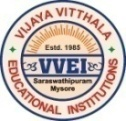 VIJAYA VITTHALA
Estd. 1985
VVEI
Saraswathipuram
Mysore
EDUCATIONAL INSTITUTIONS